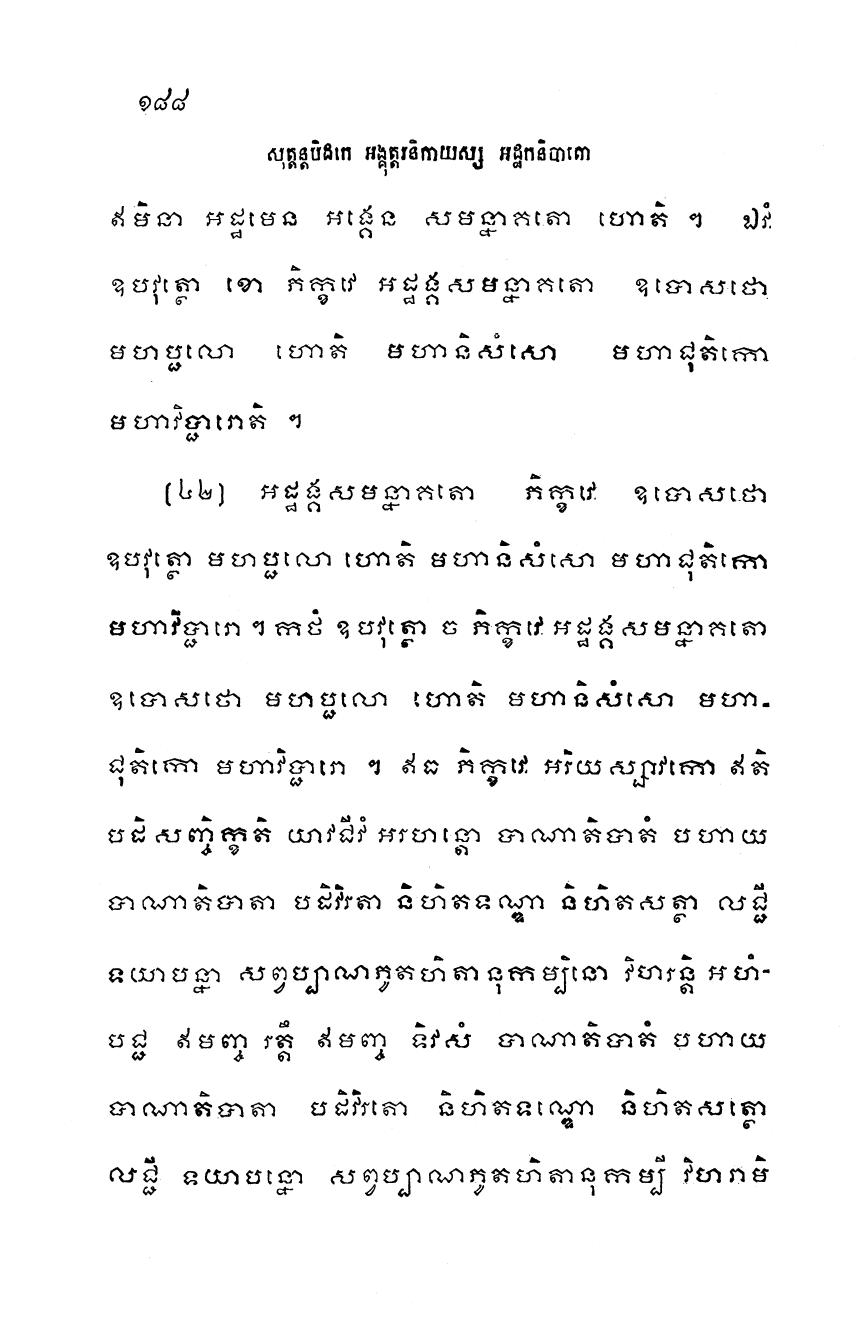 ១៨៨
សុត្តន្តបិដកេ អង្គុត្តរនិកាយស្ស អដ្ឋកនិបាតោ
ឥមិនា អដ្ឋមេន អង្គេន សមន្នាគតោ ហោតិ ។ ឯវំ
ឧបវុត្ថោ ខោ ភិក្ខវេ អដ្ឋង្គសមន្នាគតោ ឧបោសថោ
មហប្ផលោ ហោតិ មហានិសំសោ មហាជុតិកោ
មហាវិប្ផារោតិ ។
(៤២) អដ្ឋង្គសមន្នាគតោ ភិក្ខវេ ឧបោសថោ
ឧបវុត្ថោ មហប្ផលោ ហោតិ មហានិសំសោ មហាជុតិកោ
មហាវិប្ផារោ ។ កថំ ឧបវុត្ថោ ច ភិក្ខវេ អដ្ឋង្គសមន្នាគតោ
ឧបោសថោ មហប្ផលោ ហោតិ មហានិសំសោ មហា-
ជុតិកោ មហាវិប្ផារោ ។ ឥធ ភិក្ខវេ អរិយស្សាវកោ ឥតិ
បដិសញ្ចិក្ខតិ យាវជីវំ អរហន្តោ បាណាតិបាតំ បហាយ
បាណាតិបាតា បដិវិរតា និហិតទណ្ឌា និហិតសត្ថា លជ្ជី
ទយាបន្នា សព្វប្បាណភូតហិតានុកម្បិនោ វិហរន្តិ អហំ-
បជ្ជ ឥមញ្ច រត្តឹ ឥមញ្ច ទិវសំ បាណាតិបាតំ បហាយ
បាណាតិបាតា បដិវិរតោ និហិតទណ្ឌោ និហិតសត្ថោ
លជ្ជី ទយាបន្នោ សព្វប្បាណភូតហិតានុកម្បី វិហរាមិ